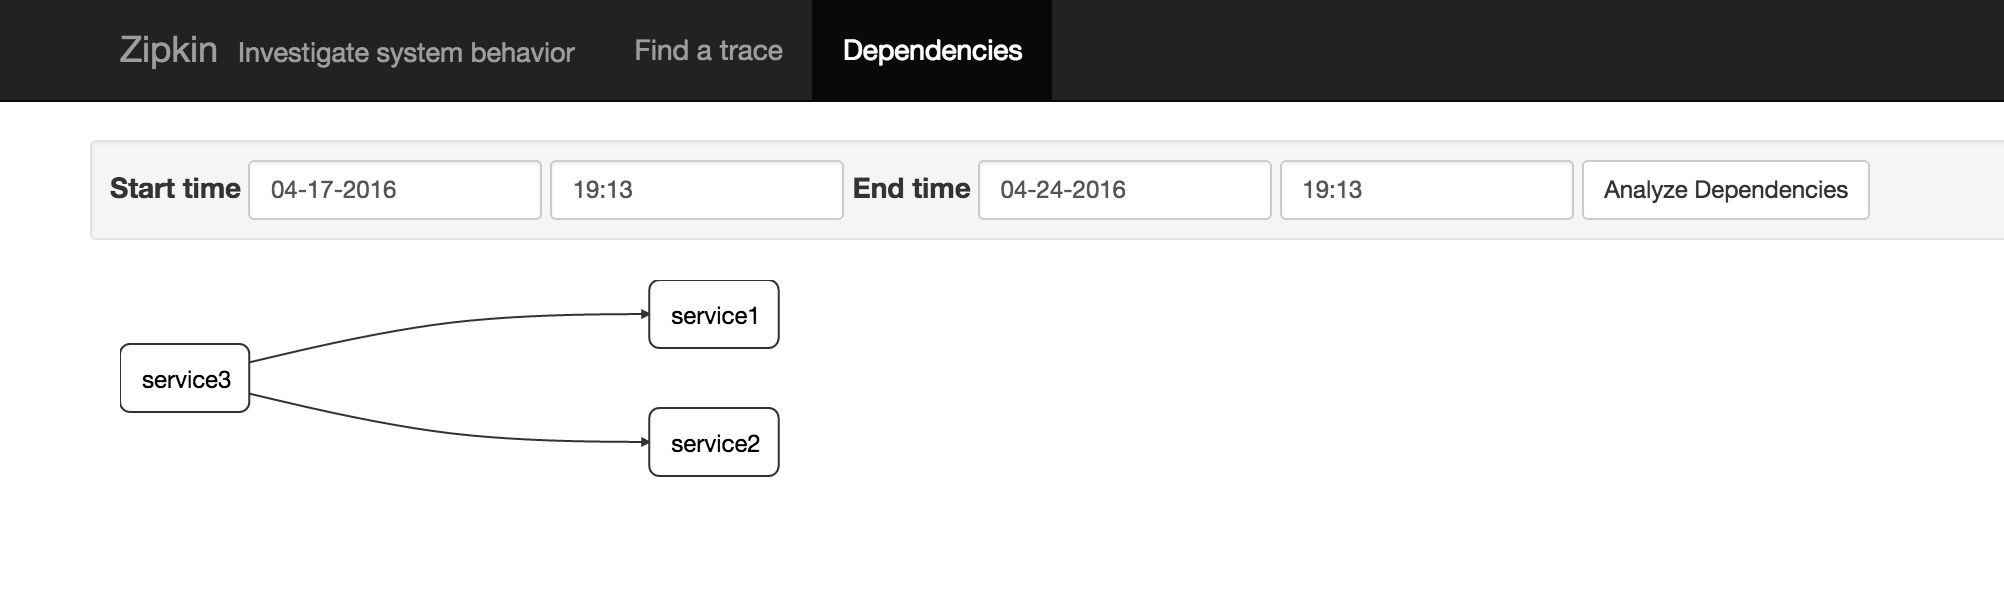 Zipkin Investigate system behavior Find a trace Dependencies
Start time 04-17-2016 19:13 End time 04-24-2016 19:13 Analyze Dependencies
service1
service3
service2